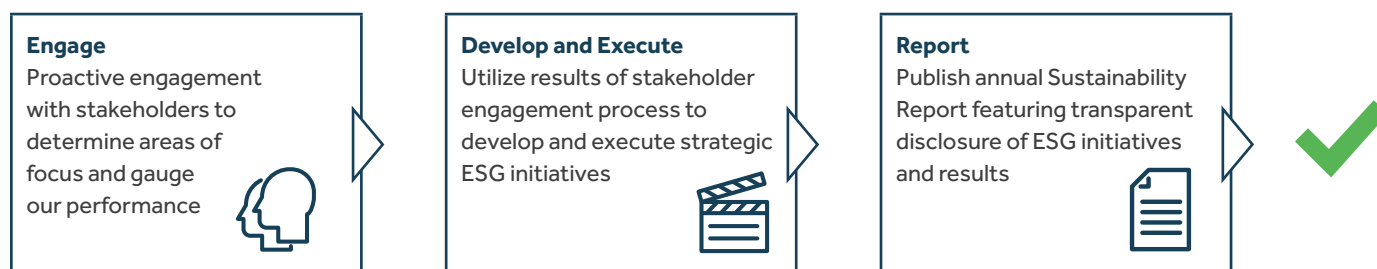 Engage
Proactive engagement
with stakeholders to
determine areas of
focus and gauge
our performance
Develop and Execute
Utilize results of stakeholder
engagement process to
develop and execute strategic
ESG initiatives
Report
Publish annual Sustainability
Report featuring transparent
disclosure of ESG initiatives
and results